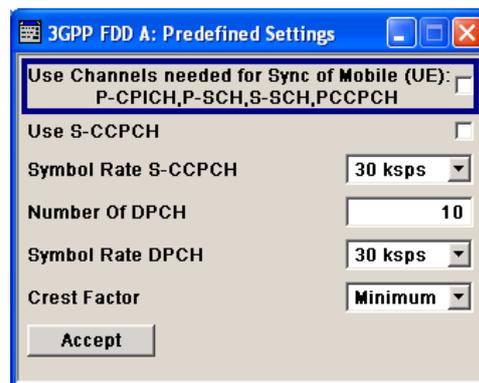 3GPP FDD A: Predefined Settings
Use Channels needed for Sync of Mobile (UE):
P-CPICH,P-SCH,S-SCH,PCCPCH
Use S-CCPCH
Symbol Rate S-CCPCH 30 ksps
Number Of DPCH 10
Symbol Rate DPCH 30 ksps
Crest Factor Minimum
Accept